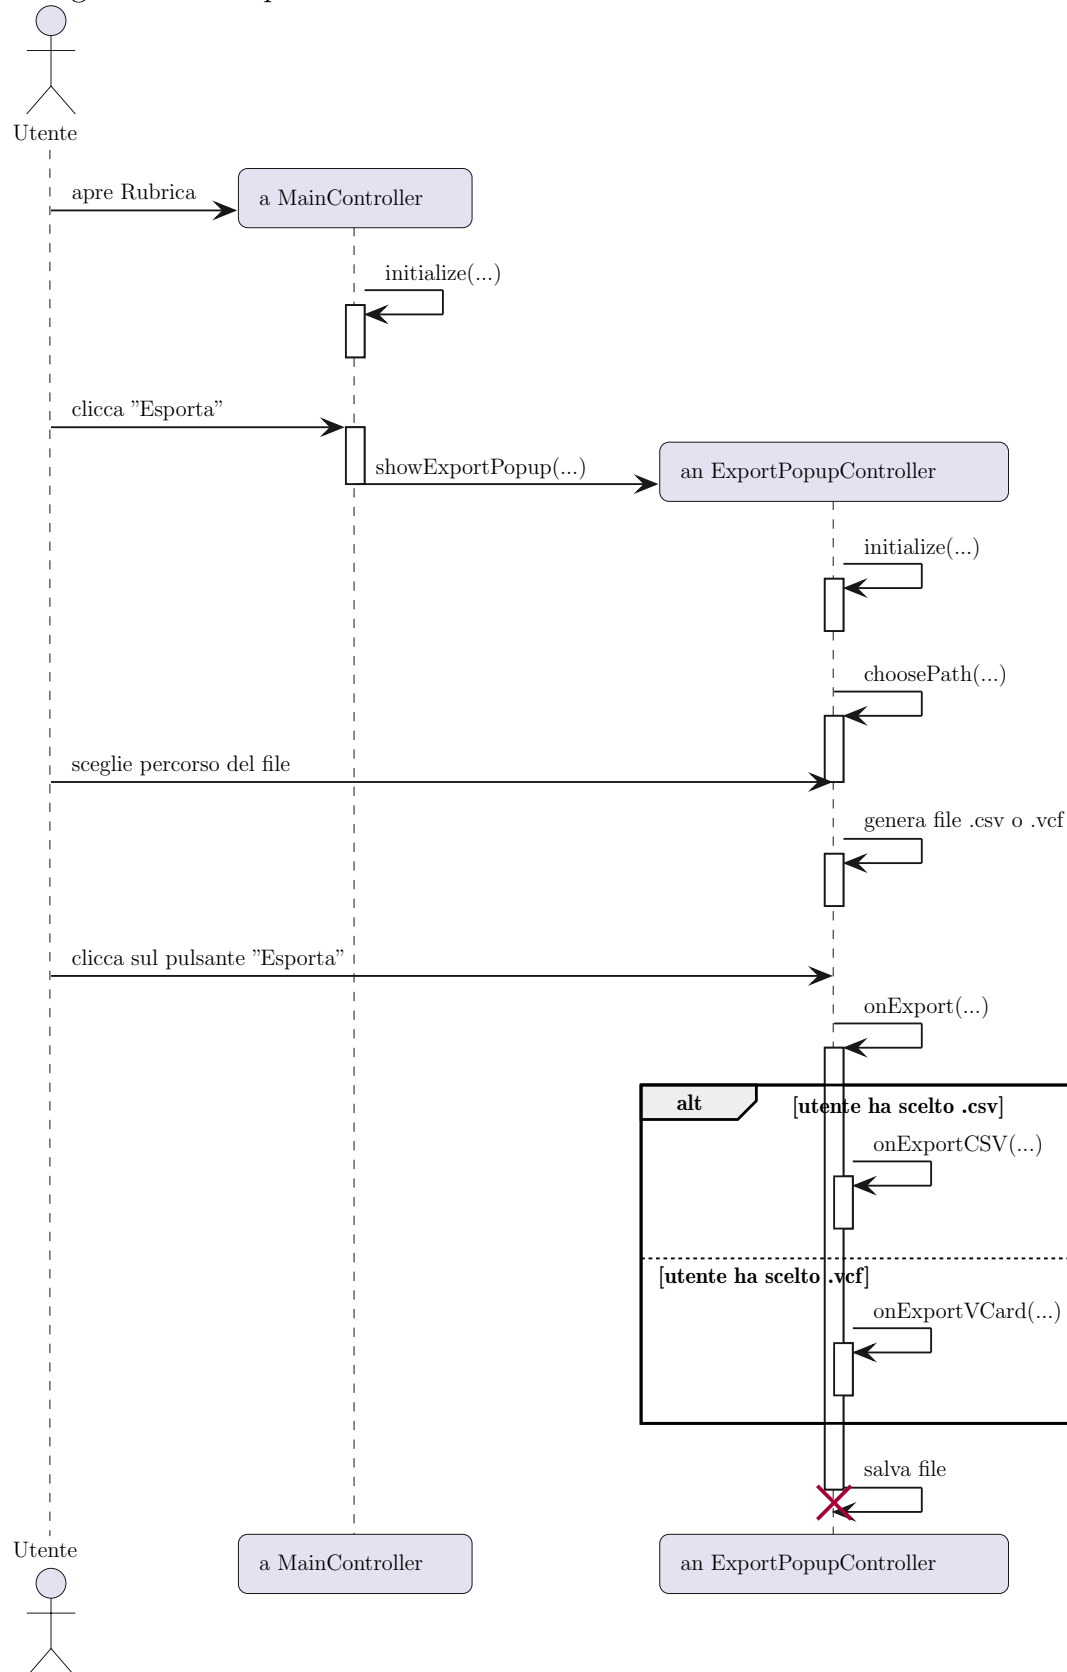 Utente
apre Rubrica
a MainController
initialize(...)
clicca ”Esporta”
showExportPopup(...)
an ExportPopupController
initialize(...)
choosePath(...)
sceglie percorso del file
genera file .csv o .vcf
clicca sul pulsante ”Esporta”
onExport(...)
alt
[utente ha scelto .csv]
onExportCSV(...)
[utente ha scelto .vcf]
onExportVCard(...)
salva file
Utente
a MainController
an ExportPopupController